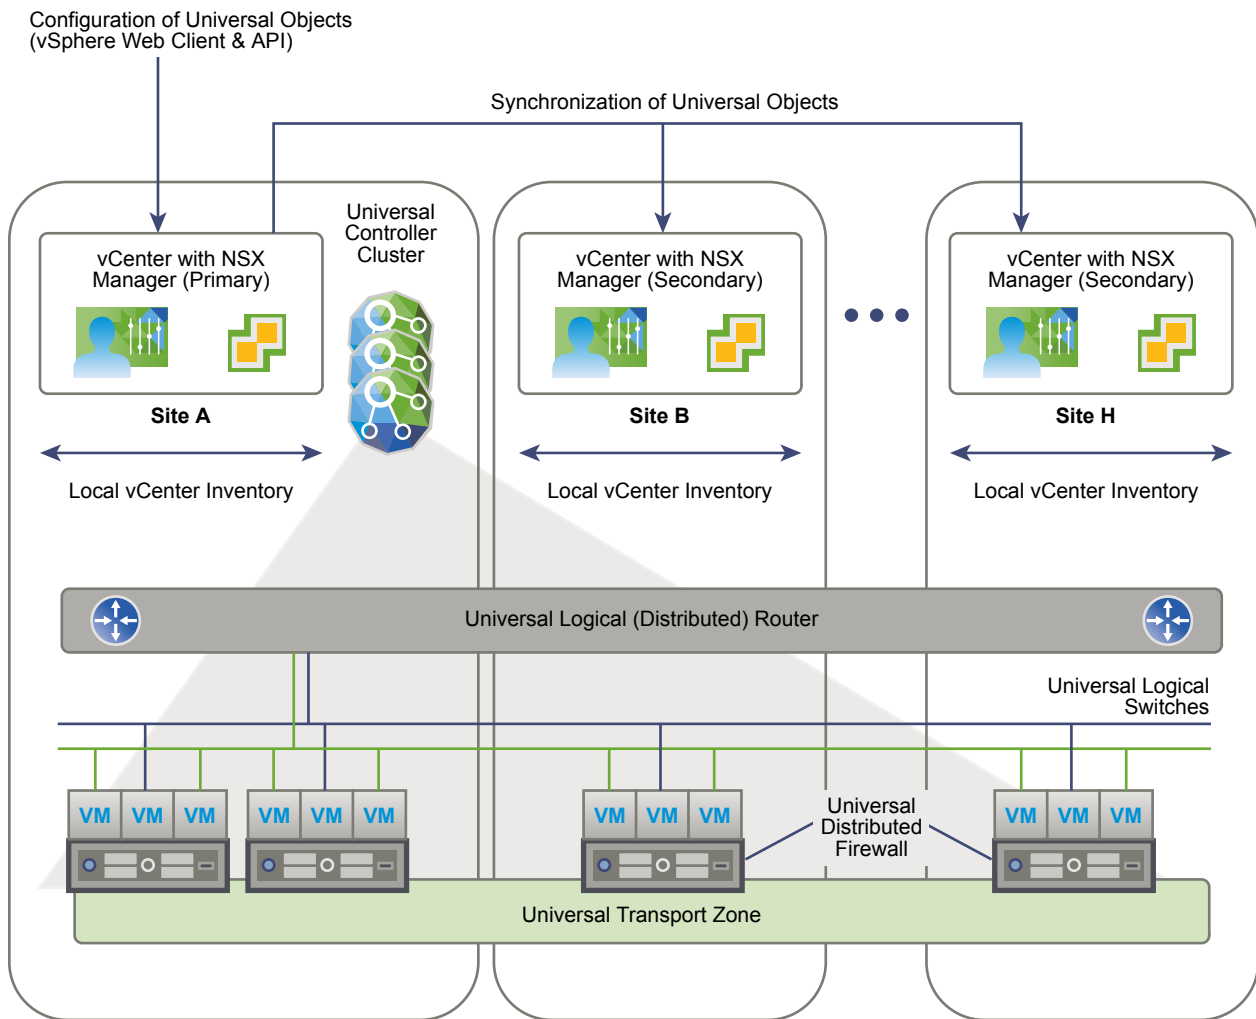 Configuration of Universal Objects
(vSphere Web Client & API)
Synchronization of Universal Objects
Universal
Controller
Cluster
vCenter with NSX
Manager (Primary)
vCenter with NSX
Manager (Secondary)
vCenter with NSX
Manager (Secondary)
Site A
Site B
Site H
Local vCenter Inventory
Local vCenter Inventory
Local vCenter Inventory
Universal Logical (Distributed) Router
Universal Logical
Switches
VM VM VM
VM VM VM
VM VM VM
VM VM VM
Universal
Distributed
Firewall
Universal Transport Zone